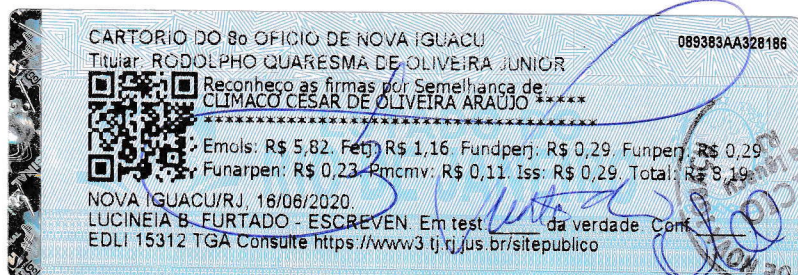 CARTORIO DO 8o OFICIO DE NOVA IGUACU
089383AA328186
Titular: RODOLPHO QUARESMA DE OLIVEIRA JUNIOR
Reconheço as firmas por Semelhança de:
CLIMACO CESAR DE OLIVEIRA ARAUJO *****
Emols: R$ 5,82. Fetj: R$ 1,16. Fundperj: R$ 0,29. Funperj: R$ 0,29
Funarpen: R$ 0,23. Pmcmv: R$ 0,11. Iss: R$ 0,29. Total: R$ 8,19
NOVA IGUACU/RJ, 16/06/2020.
LUCINEIA B. FURTADO - ESCREVEN. Em test. ____ da verdade. Conf.
EDLI 15312 TGA Consulte https://www3.tj.rj.jus.br/sitepublico